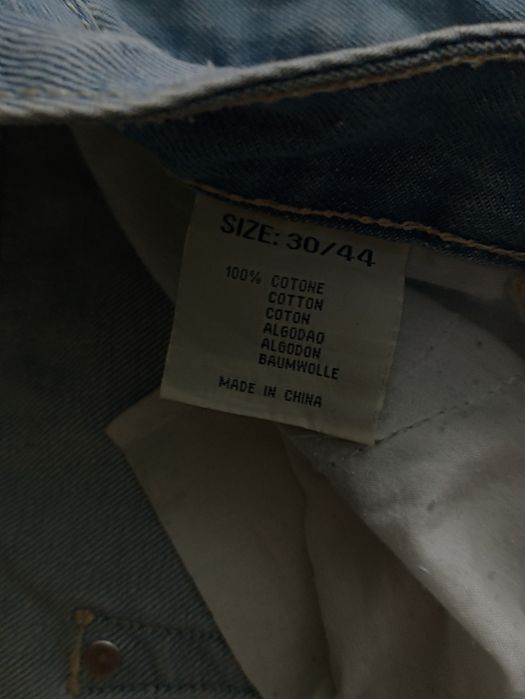 SIZE: 30/44
100% COTONE
COTTON
COTON
ALGODAO
ALGODON
BAUMWOLLE
MADE IN CHINA